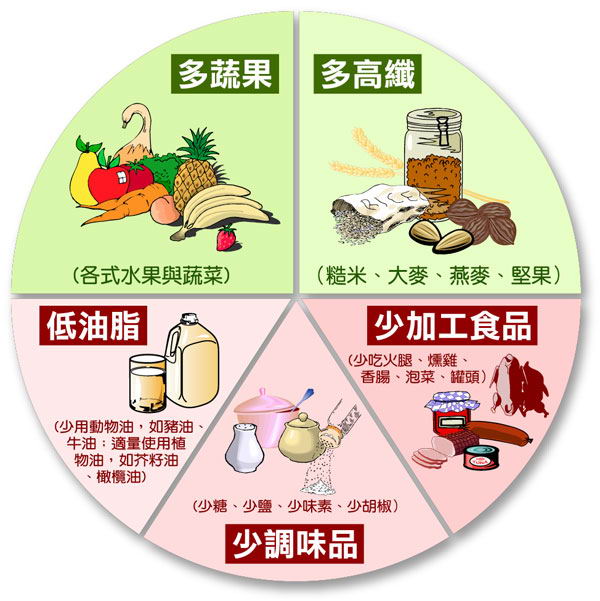 多蔬果
(各式水果與蔬菜)
多高纖
(糙米、大麥、燕麥、堅果)
低油脂
(少用動物油，如豬油、
牛油；適量使用植
物油，如芥籽油
、橄欖油)
少加工食品
(少吃火腿、燻雞、
香腸、泡菜、罐頭)
(少糖、少鹽、少味素、少胡椒)
少調味品